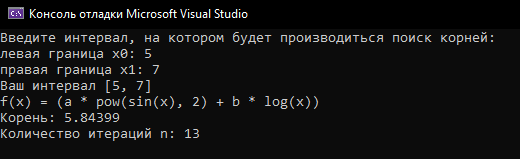 Консоль отладки Microsoft Visual Studio
Введите интервал, на котором будет производиться поиск корней:
левая граница x0: 5
правая граница x1: 7
Ваш интервал [5, 7]
f(x) = (a * pow(sin(x), 2) + b * log(x))
Корень: 5.84399
Количество итераций n: 13